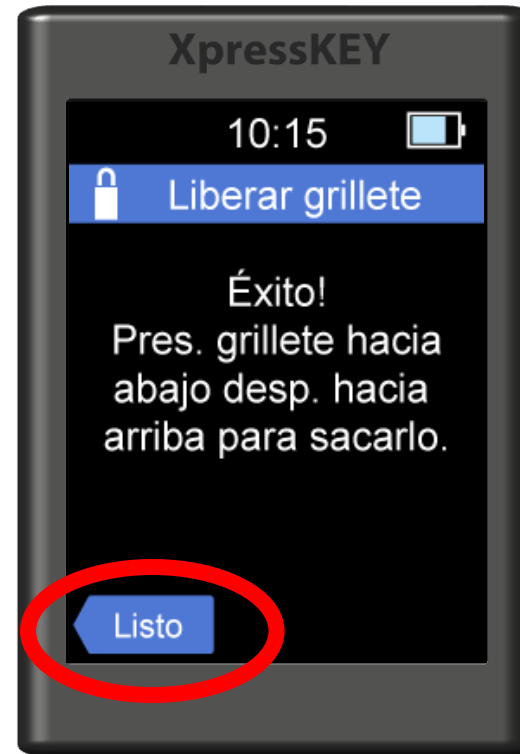 XpressKEY
10:15
Liberar grillete
Éxito!
Pres. grillete hacia
abajo desp. hacia
arriba para sacarlo.
Listo